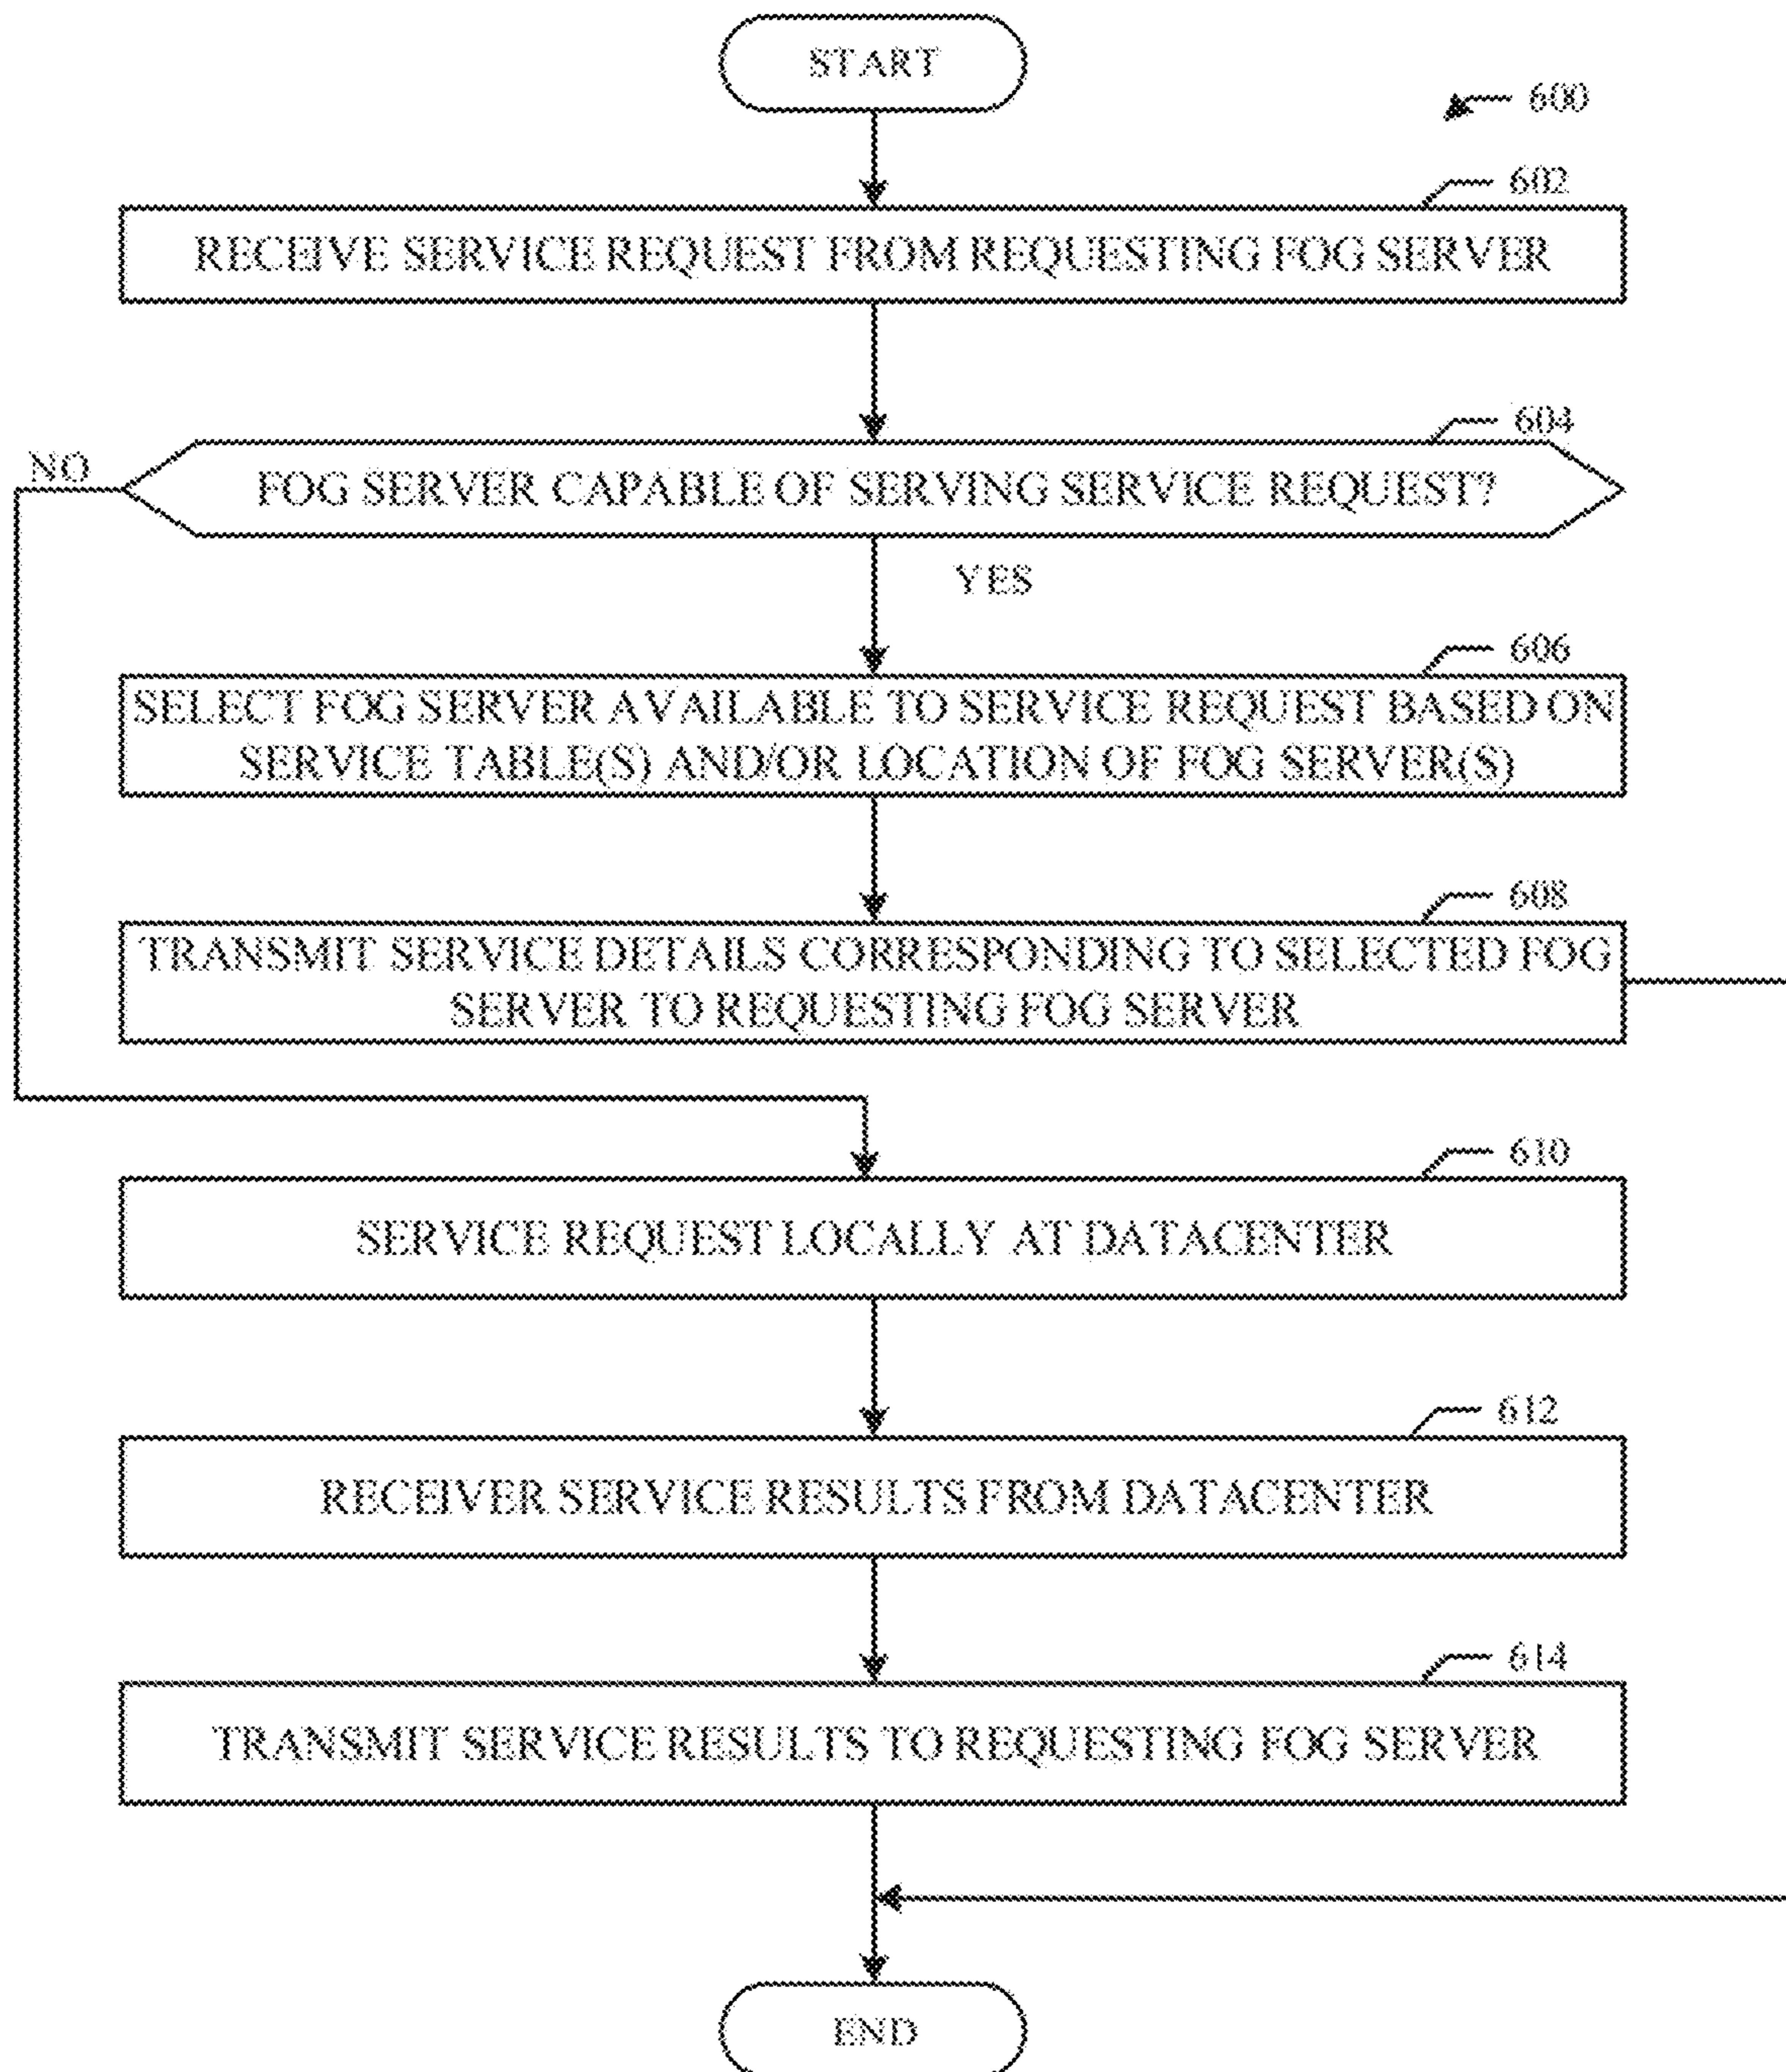 START
600
602
RECEIVE SERVICE REQUEST FROM REQUESTING FOG SERVER
604
NO
FOG SERVER CAPABLE OF SERVING SERVICE REQUEST?
YES
606
SELECT FOG SERVER AVAILABLE TO SERVICE REQUEST BASED ON
SERVICE TABLE(S) AND/OR LOCATION OF FOG SERVER(S)
608
TRANSMIT SERVICE DETAILS CORRESPONDING TO SELECTED FOG
SERVER TO REQUESTING FOG SERVER
610
SERVICE REQUEST LOCALLY AT DATACENTER
612
RECEIVER SERVICE RESULTS FROM DATACENTER
614
TRANSMIT SERVICE RESULTS TO REQUESTING FOG SERVER
END